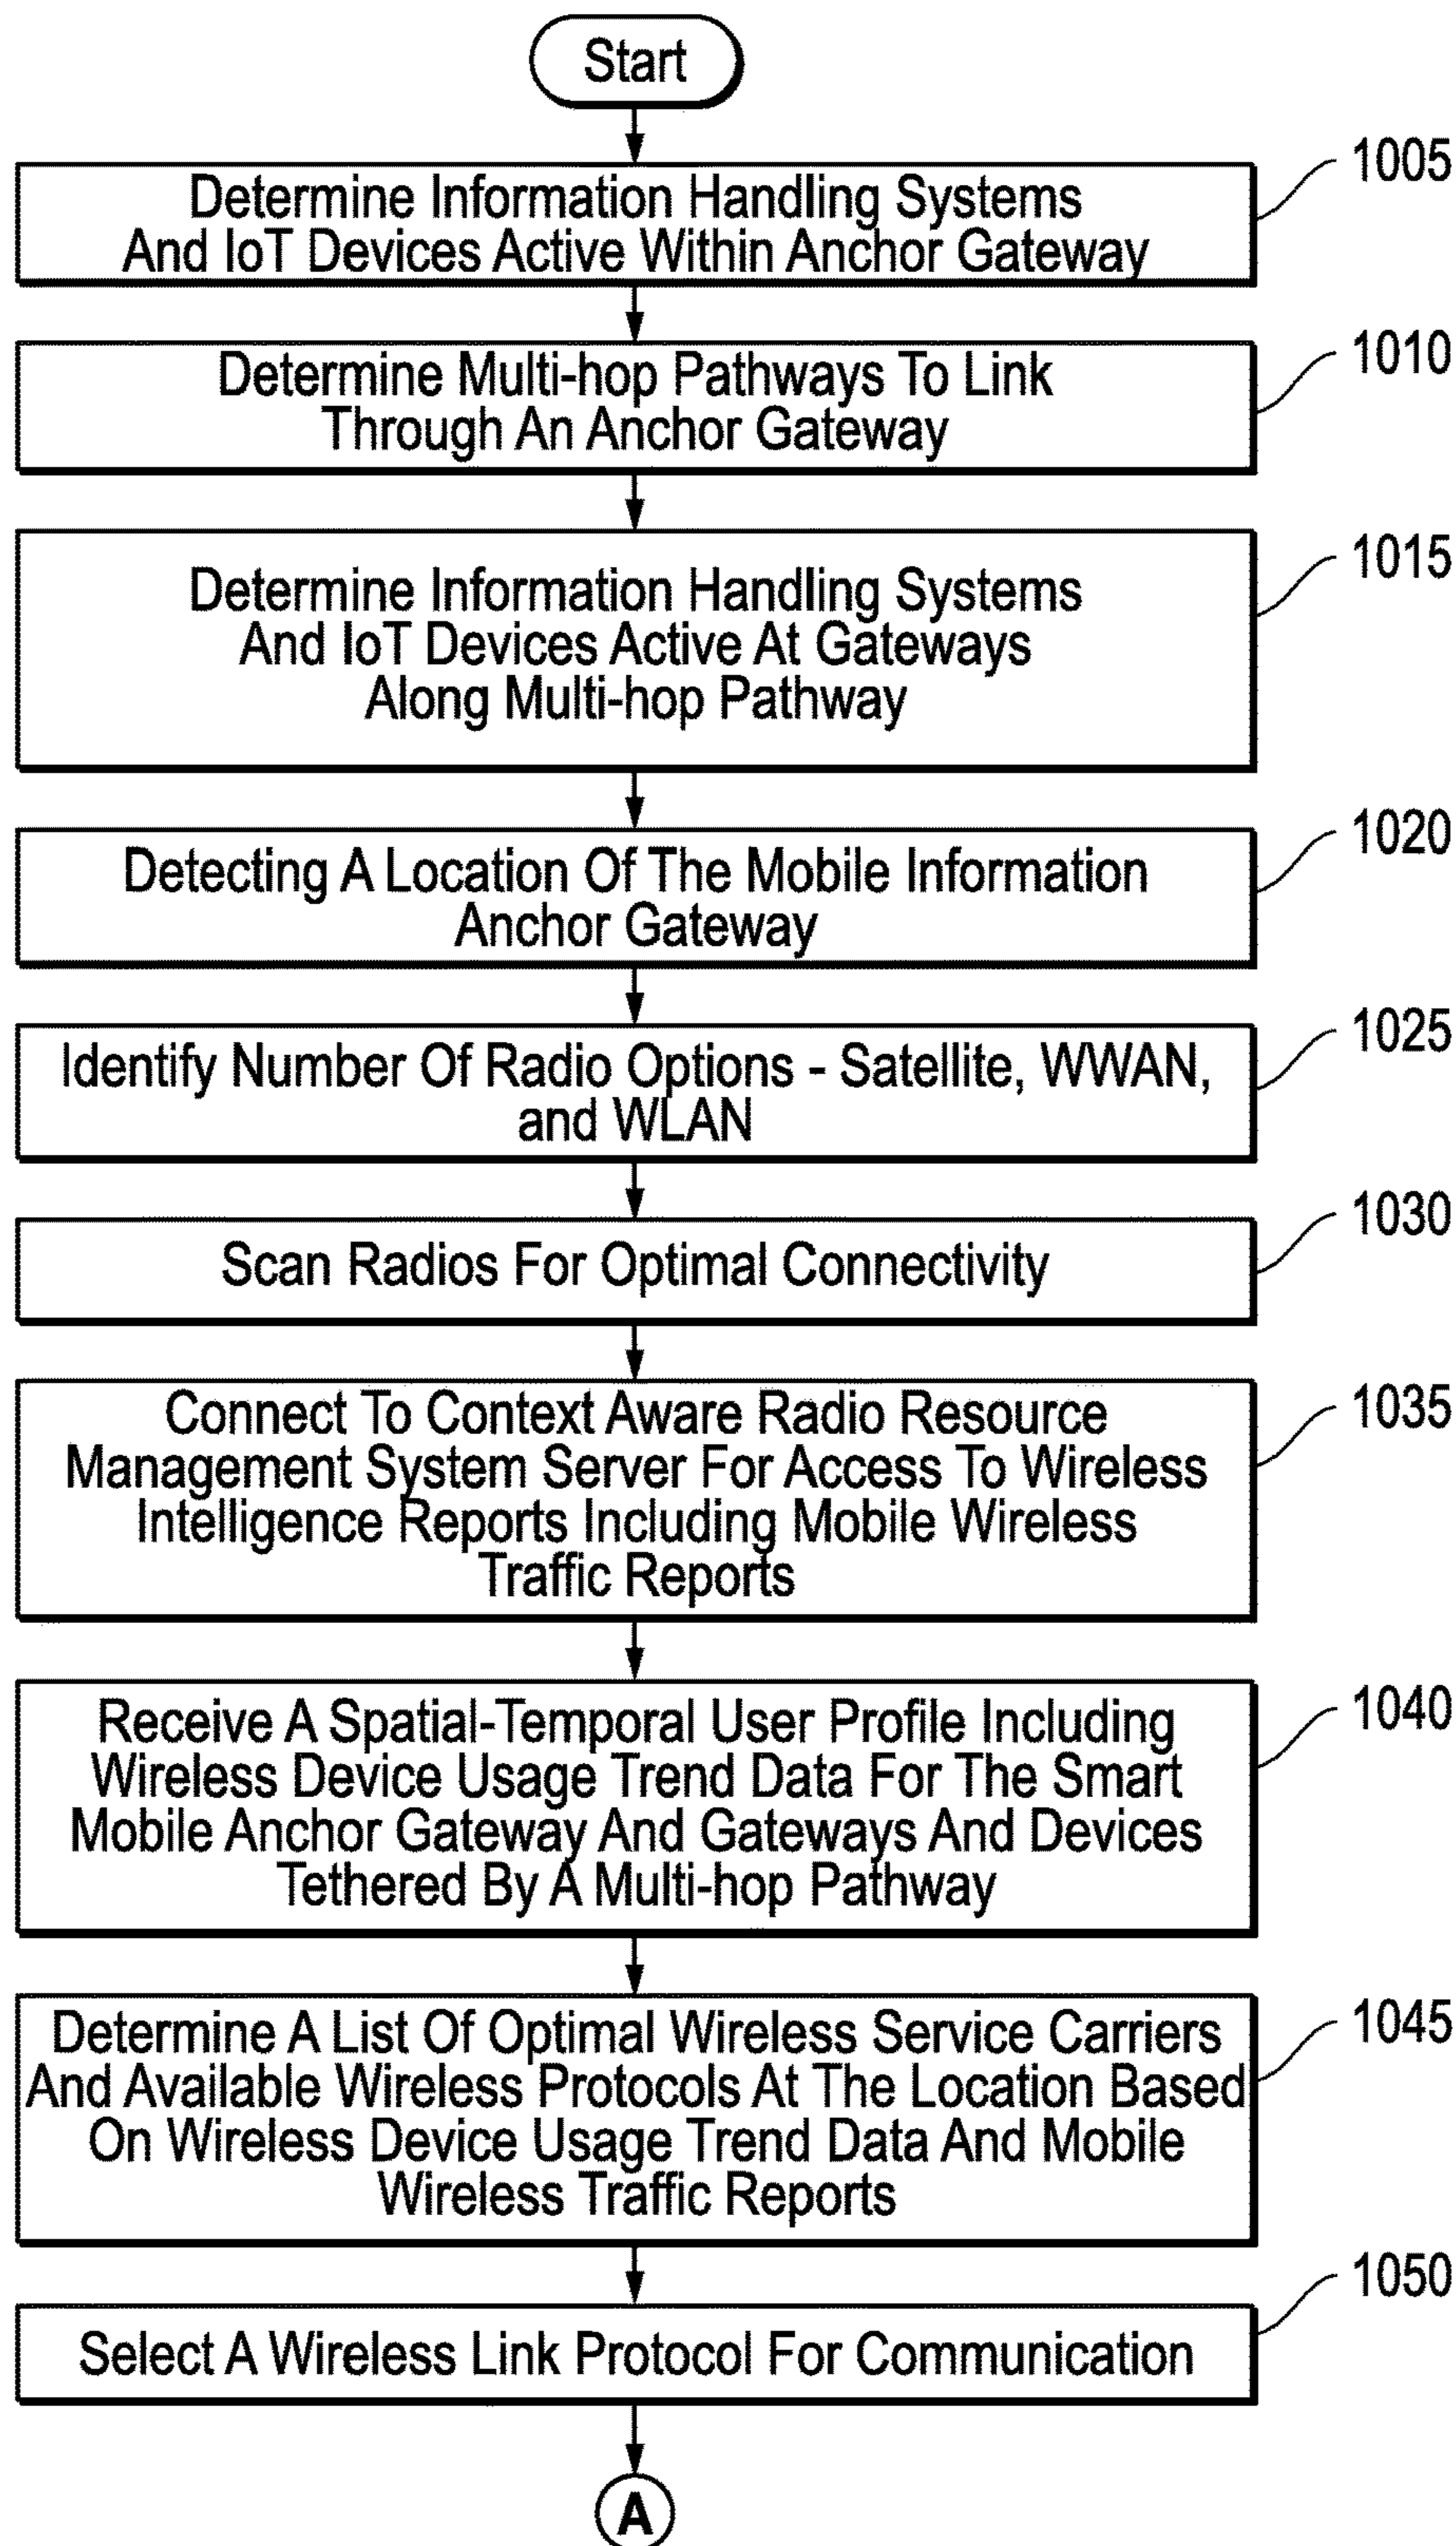 Start
1005
Determine Information Handling Systems
And IoT Devices Active Within Anchor Gateway
1010
Determine Multi-hop Pathways To Link
Through An Anchor Gateway
1015
Determine Information Handling Systems
And IoT Devices Active At Gateways
Along Multi-hop Pathway
1020
Detecting A Location Of The Mobile Information
Anchor Gateway
1025
Identify Number Of Radio Options - Satellite, WWAN,
and WLAN
1030
Scan Radios For Optimal Connectivity
1035
Connect To Context Aware Radio Resource
Management System Server For Access To Wireless
Intelligence Reports Including Mobile Wireless
Traffic Reports
1040
Receive A Spatial-Temporal User Profile Including
Wireless Device Usage Trend Data For The Smart
Mobile Anchor Gateway And Gateways And Devices
Tethered By A Multi-hop Pathway
1045
Determine A List Of Optimal Wireless Service Carriers
And Available Wireless Protocols At The Location Based
On Wireless Device Usage Trend Data And Mobile
Wireless Traffic Reports
1050
Select A Wireless Link Protocol For Communication
A